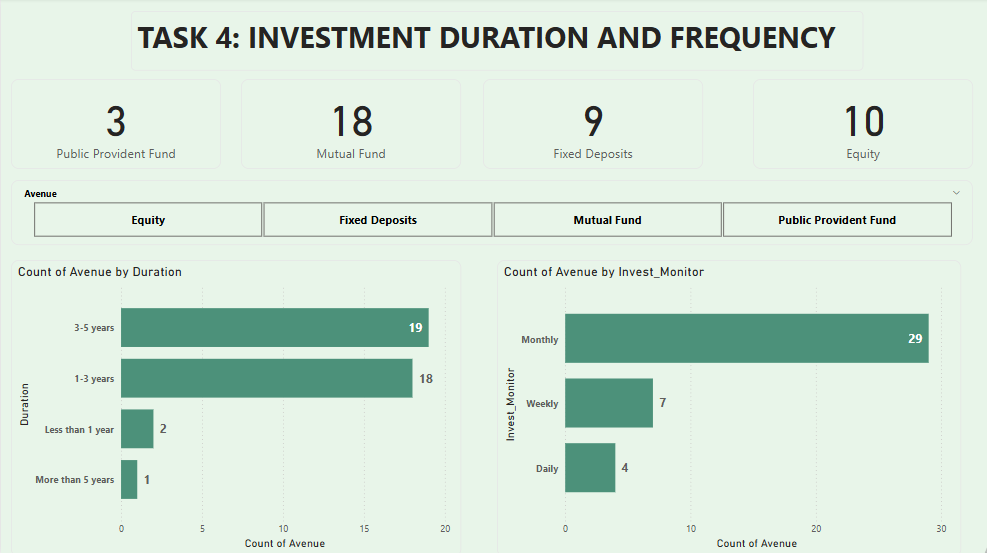 TASK 4: INVESTMENT DURATION AND FREQUENCY
3
Public Provident Fund
18
Mutual Fund
9
Fixed Deposits
10
Equity
Avenue
Equity
Fixed Deposits
Mutual Fund
Public Provident Fund
Count of Avenue by Duration
Duration
3-5 years
19
1-3 years
18
Less than 1 year
2
More than 5 years
1
0 5 10 15 20
Count of Avenue
Count of Avenue by Invest_Monitor
Invest_Monitor
Monthly
29
Weekly
7
Daily
4
0 10 20 30
Count of Avenue